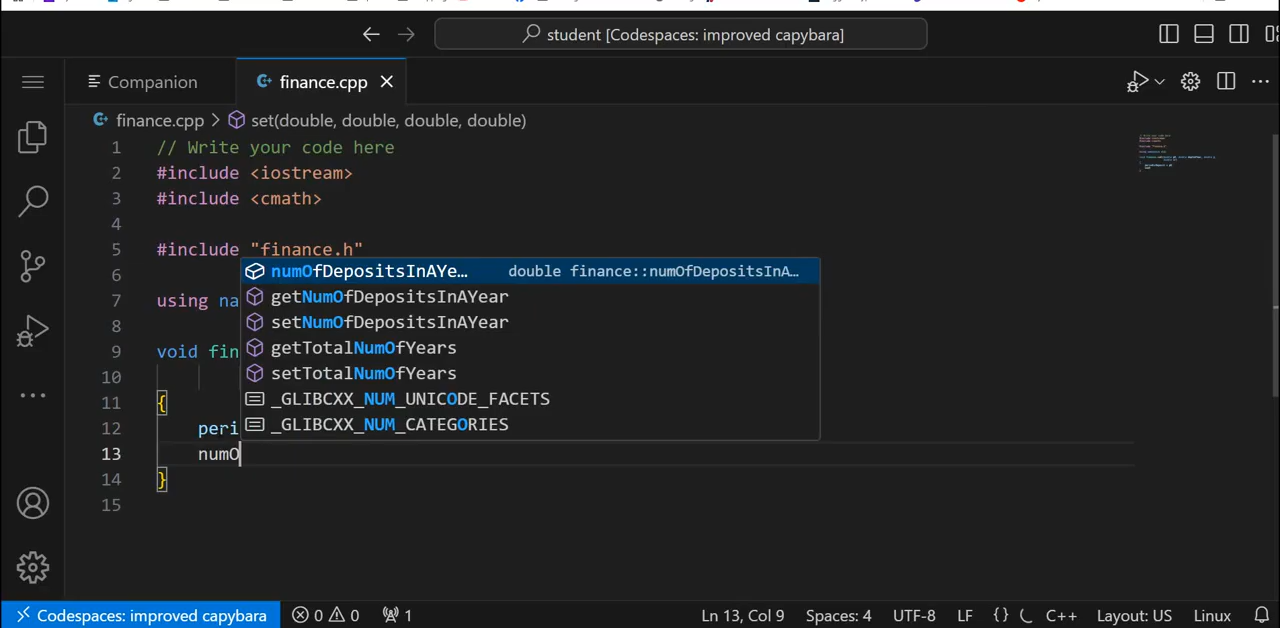 student [Codespaces: improved capybara]
Companion
finance.cpp
finance.cpp > set(double, double, double, double)
1 // Write your code here
2 #include <iostream>
3 #include <cmath>
4
5 #include "finance.h"
6
7 using na
8
9 void fin
10
11 {
12 peri
13 numO
14 }
15
numOfDepositsInAYe… double finance::numOfDepositsInA…
getNumOfDepositsInAYear
setNumOfDepositsInAYear
getTotalNumOfYears
setTotalNumOfYears
_GLIBCXX_NUM_UNICODE_FACETS
_GLIBCXX_NUM_CATEGORIES
Codespaces: improved capybara 0 0 1 Ln 13, Col 9 Spaces: 4 UTF-8 LF {} C++ Layout: US Linux